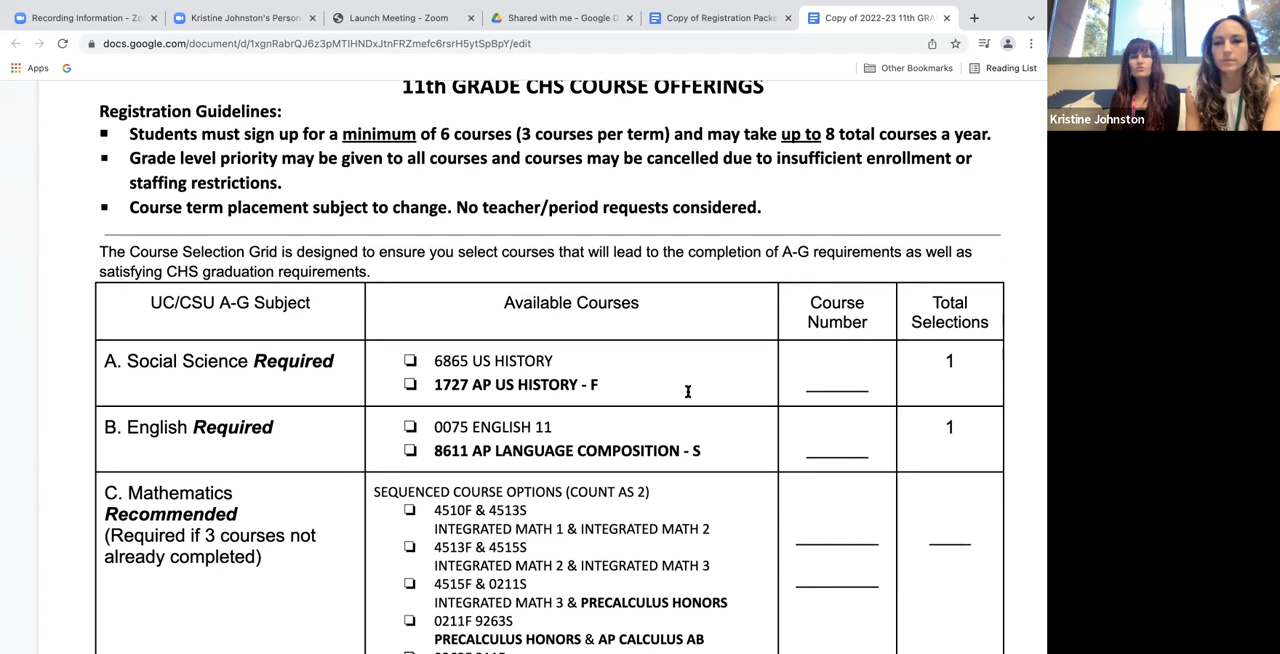 Recording Information - Zo
Kristine Johnston's Person
Launch Meeting - Zoom
Shared with me - Google D
Copy of Registration Packe
Copy of 2022-23 11th GRA
docs.google.com/document/d/1xgnRabrQJ6z3pMTIHNDxJtnFRZmefc6rsrH5ytSpBpY/edit
Apps
Other Bookmarks
Reading List
Kristine Johnston
11th GRADE CHS COURSE OFFERINGS
Registration Guidelines:
Students must sign up for a minimum of 6 courses (3 courses per term) and may take up to 8 total courses a year.
Grade level priority may be given to all courses and courses may be cancelled due to insufficient enrollment or
staffing restrictions.
Course term placement subject to change. No teacher/period requests considered.
The Course Selection Grid is designed to ensure you select courses that will lead to the completion of A-G requirements as well as
satisfying CHS graduation requirements.
UC/CSU A-G Subject
Available Courses
Course
Number
Total
Selections
A. Social Science Required
6865 US HISTORY
1727 AP US HISTORY - F
1
B. English Required
0075 ENGLISH 11
8611 AP LANGUAGE COMPOSITION - S
1
C. Mathematics
Recommended
(Required if 3 courses not
already completed)
SEQUENCED COURSE OPTIONS (COUNT AS 2)
4510F & 4513S
INTEGRATED MATH 1 & INTEGRATED MATH 2
4513F & 4515S
INTEGRATED MATH 2 & INTEGRATED MATH 3
4515F & 0211S
INTEGRATED MATH 3 & PRECALCULUS HONORS
0211F 9263S
PRECALCULUS HONORS & AP CALCULUS AB